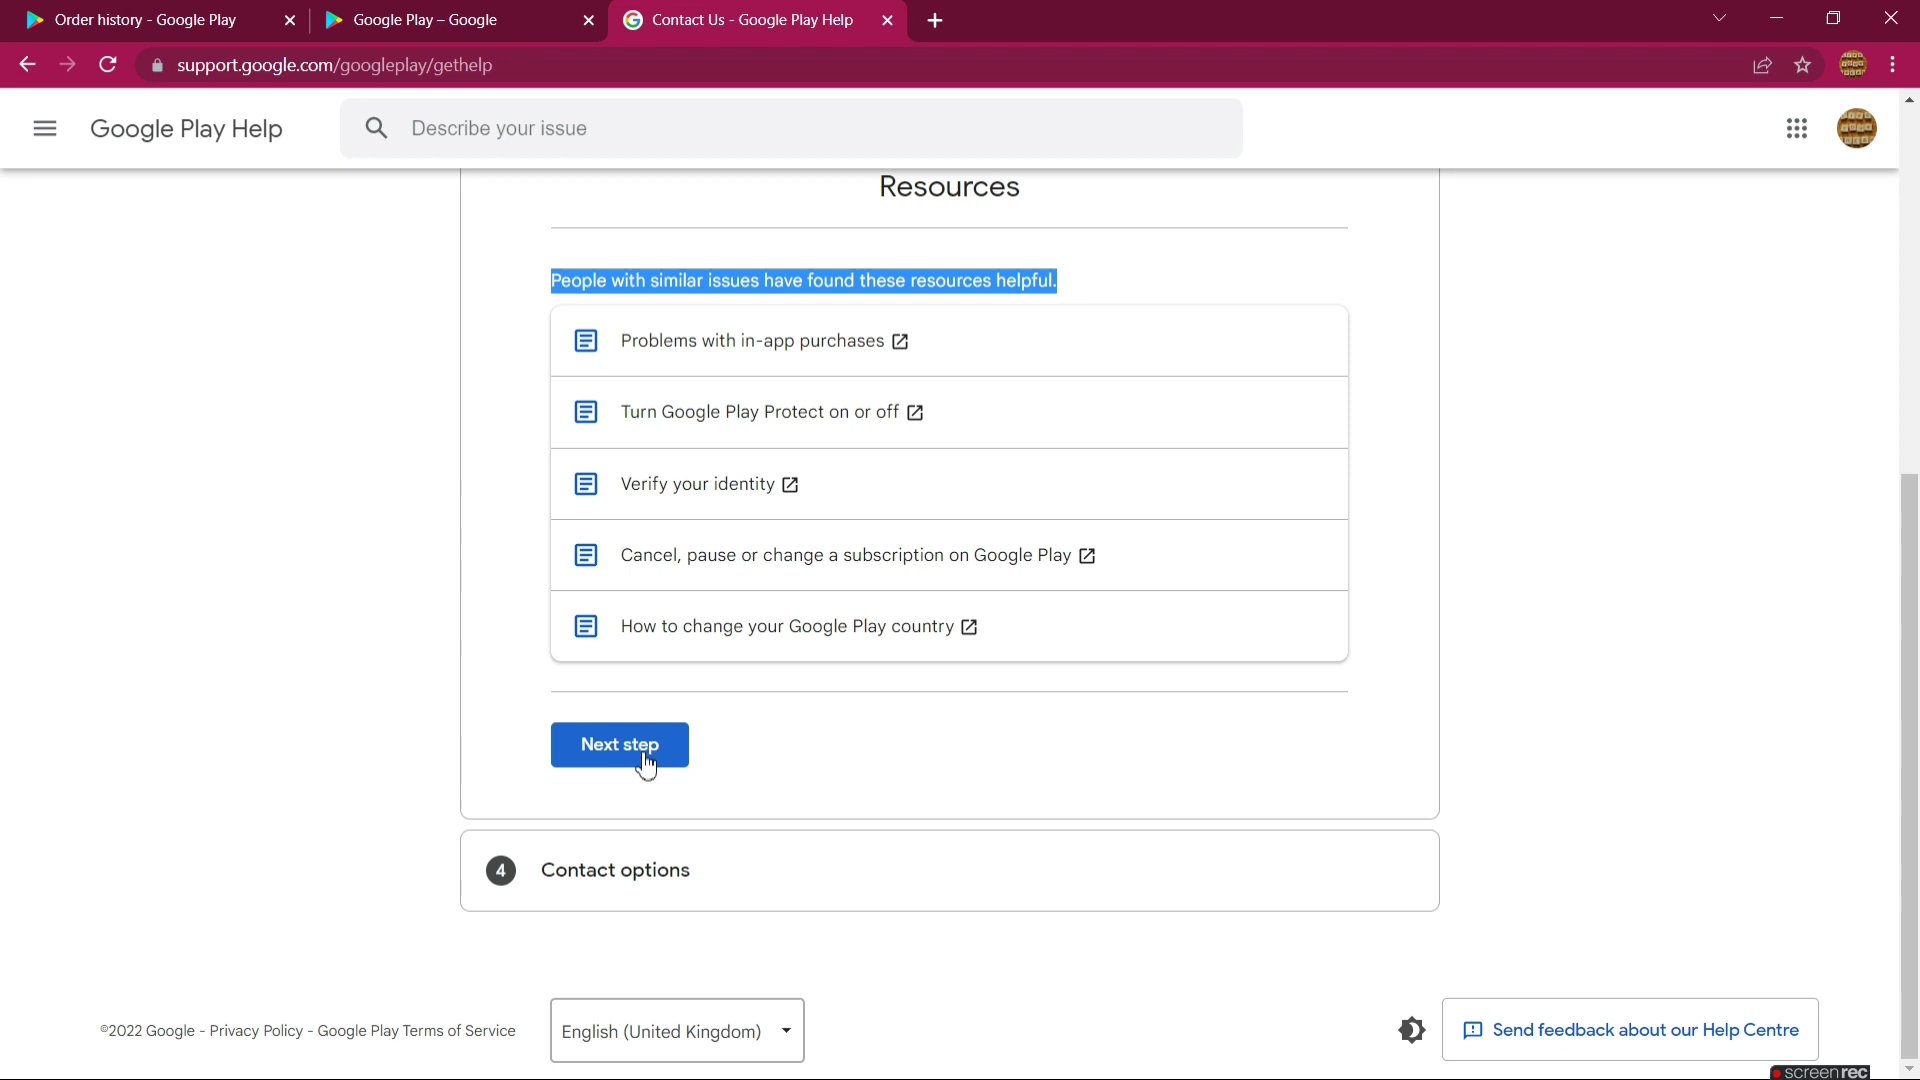 Order history - Google Play
Google Play – Google
Contact Us - Google Play Help
support.google.com/googleplay/gethelp
Google Play Help
Describe your issue
Resources
People with similar issues have found these resources helpful.
Problems with in-app purchases
Turn Google Play Protect on or off
Verify your identity
Cancel, pause or change a subscription on Google Play
How to change your Google Play country
Next step
4 Contact options
©2022 Google - Privacy Policy - Google Play Terms of Service
English (United Kingdom)
Send feedback about our Help Centre
screenrec